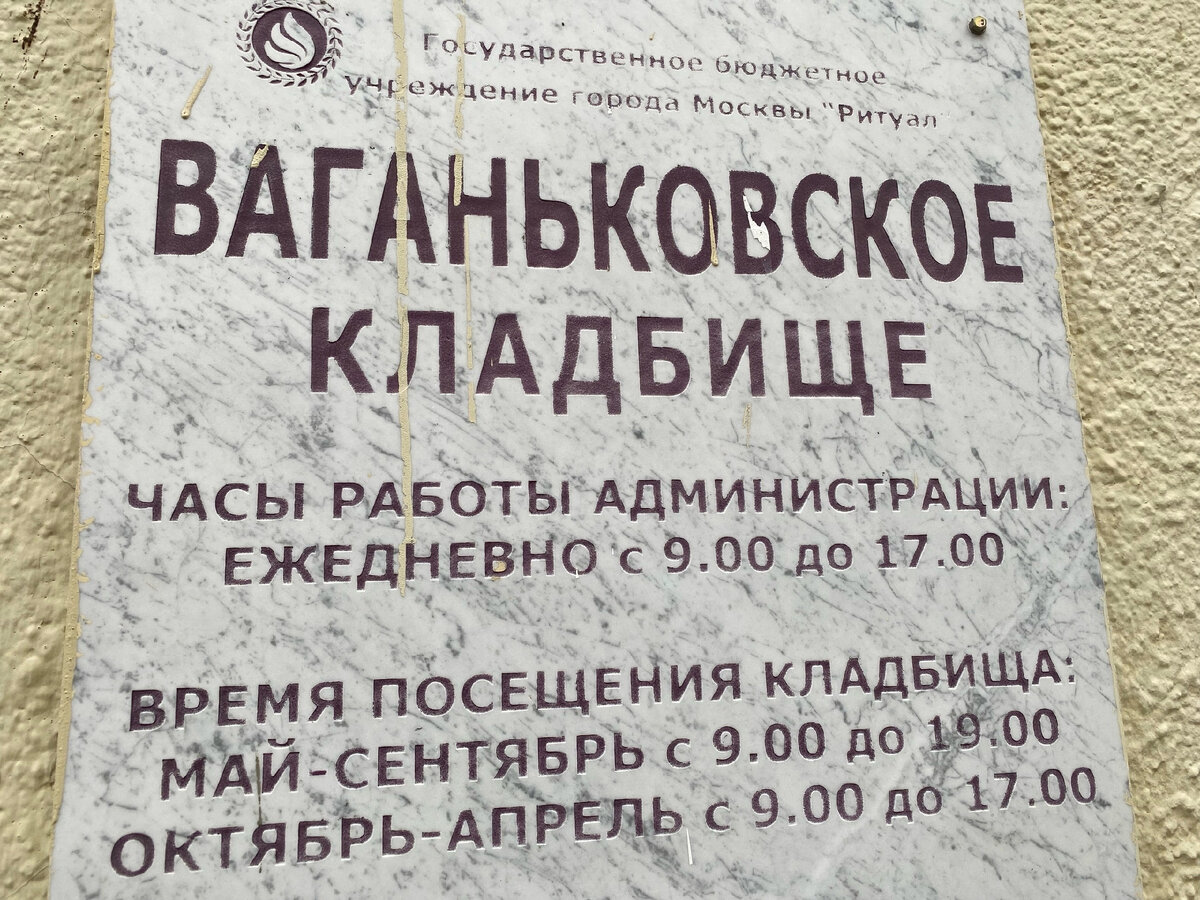 Государственное бюджетное
учреждение города Москвы "Ритуал"
ВАГАНЬКОВСКОЕ
КЛАДБИЩЕ
ЧАСЫ РАБОТЫ АДМИНИСТРАЦИИ:
ЕЖЕДНЕВНО с 9.00 до 17.00
ВРЕМЯ ПОСЕЩЕНИЯ КЛАДБИЩА:
МАЙ-СЕНТЯБРЬ с 9.00 до 19.00
ОКТЯБРЬ-АПРЕЛЬ с 9.00 до 17.00